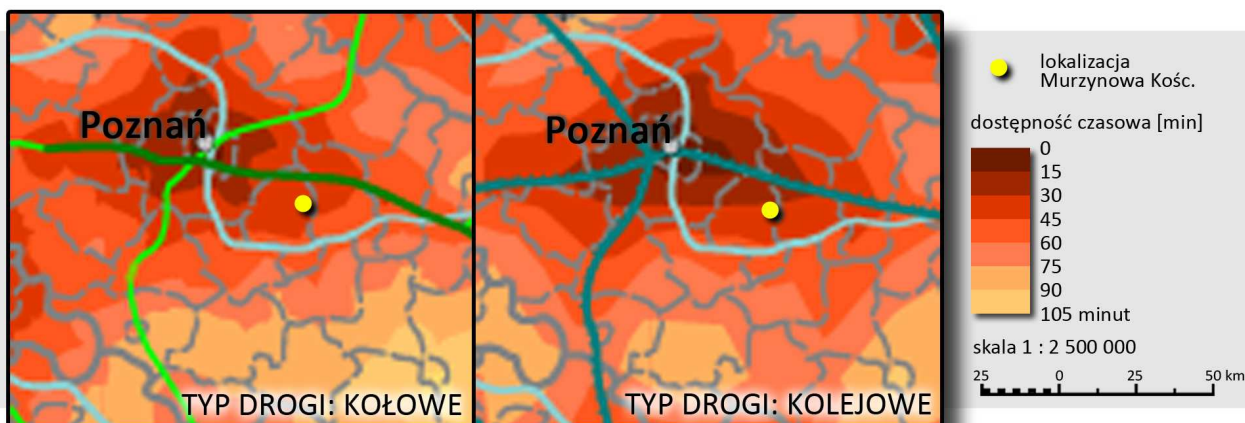 Poznań
TYP DROGI: KOŁOWE
Poznań
TYP DROGI: KOLEJOWE
lokalizacja
Murzynowa Kośc.
dostępność czasowa [min]
0
15
30
45
60
75
90
105 minut
skala 1 : 2 500 000
25 0 25 50 km